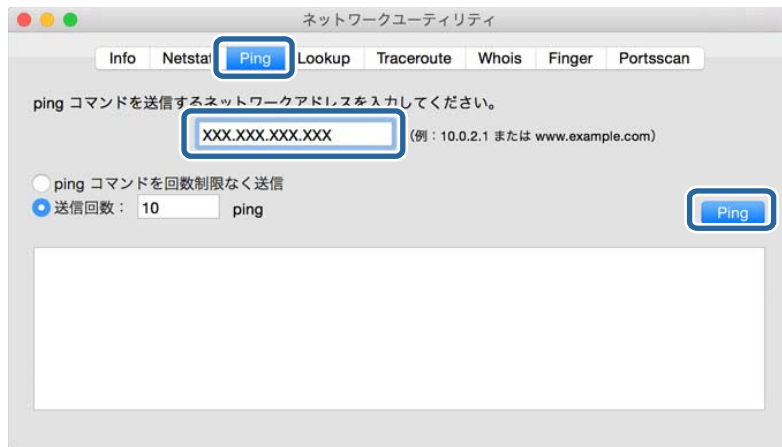 ネットワークユーティリティ
Info Netstat Ping Lookup Traceroute Whois Finger Portsscan
ping コマンドを送信するネットワークアドレスを入力してください。
XXX.XXX.XXX.XXX (例：10.0.2.1 または www.example.com)
ping コマンドを回数制限なく送信
送信回数： 10 ping
Ping